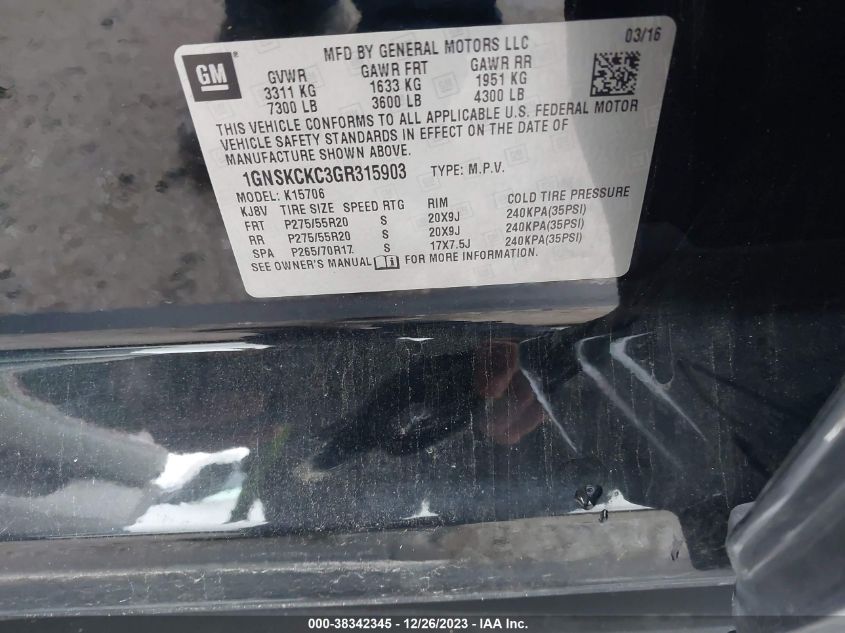 MFD BY GENERAL MOTORS LLC 03/16
GM
GVWR GAWR FRT GAWR RR
3311 KG 1633 KG 1951 KG
7300 LB 3600 LB 4300 LB
THIS VEHICLE CONFORMS TO ALL APPLICABLE U.S. FEDERAL MOTOR
VEHICLE SAFETY STANDARDS IN EFFECT ON THE DATE OF
MANUFACTURE SHOWN ABOVE.
1GNSKCKC3GR315903 TYPE: M.P.V.
MODEL: K15706
KJ8V TIRE SIZE SPEED RTG RIM COLD TIRE PRESSURE
FRT P275/55R20 S 20X9J 240KPA(35PSI)
RR P275/55R20 S 20X9J 240KPA(35PSI)
SPA P265/70R17 S 17X7.5J 240KPA(35PSI)
SEE OWNER'S MANUAL FOR MORE INFORMATION.
000-38342345 - 12/26/2023 - IAA Inc.